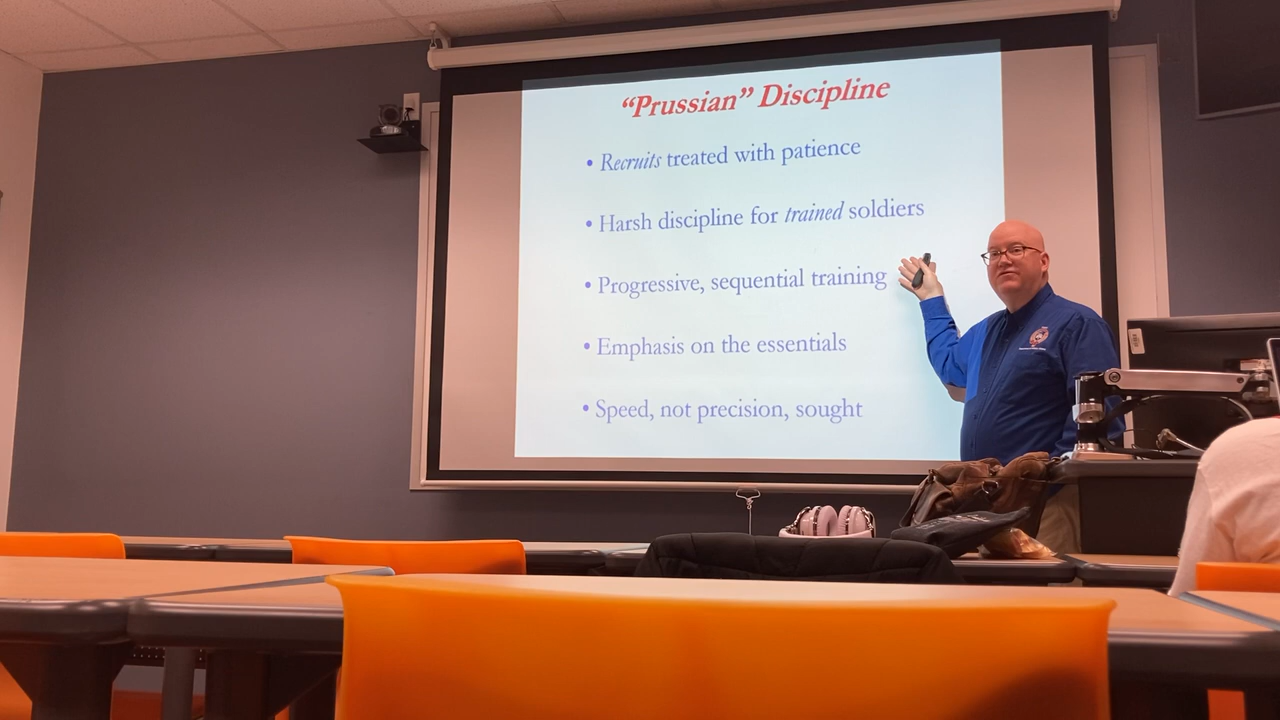 “Prussian” Discipline
• Recruits treated with patience
• Harsh discipline for trained soldiers
• Progressive, sequential training
• Emphasis on the essentials
• Speed, not precision, sought